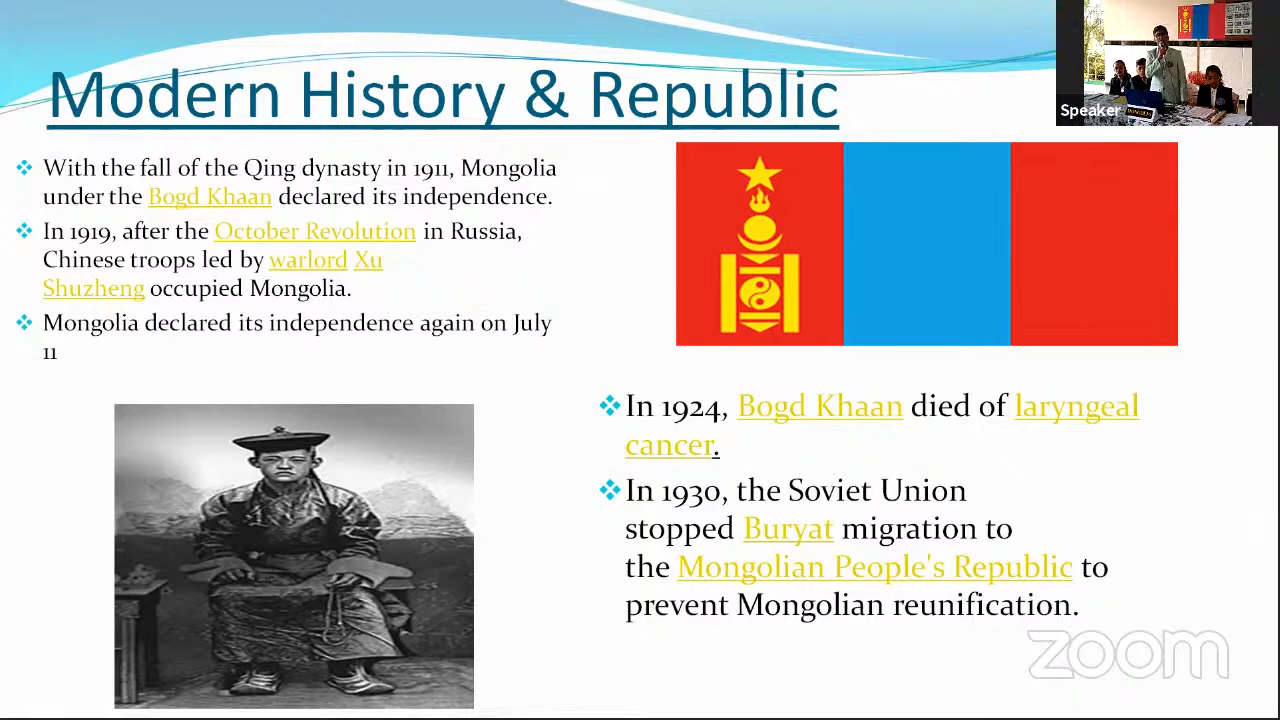 Modern History & Republic
Speaker
With the fall of the Qing dynasty in 1911, Mongolia
under the Bogd Khaan declared its independence.
In 1919, after the October Revolution in Russia,
Chinese troops led by warlord Xu
Shuzheng occupied Mongolia.
Mongolia declared its independence again on July
11
In 1924, Bogd Khaan died of laryngeal
cancer.
In 1930, the Soviet Union
stopped Buryat migration to
the Mongolian People's Republic to
prevent Mongolian reunification.
zoom